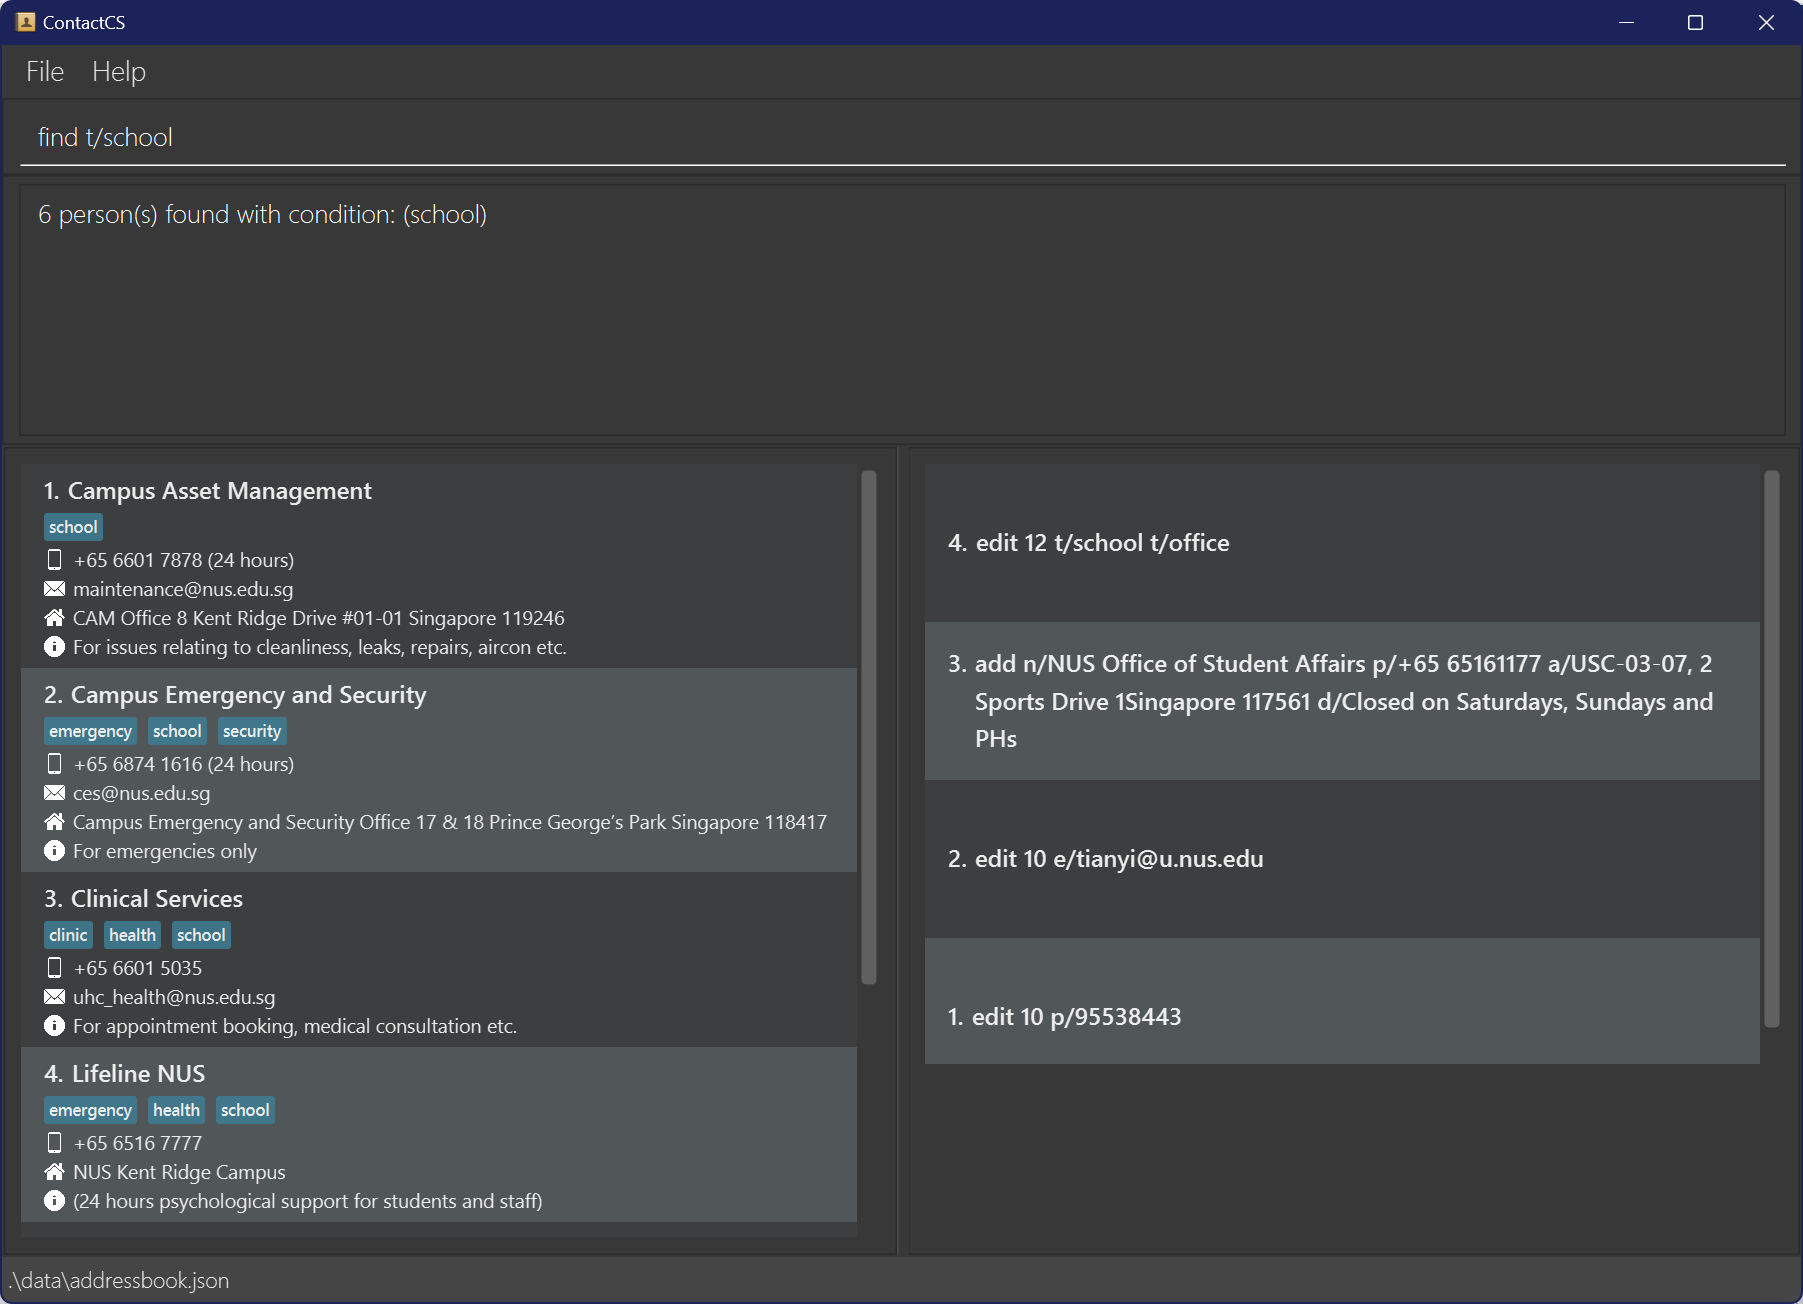 ContactCS
File Help
find t/school
6 person(s) found with condition: (school)
1. Campus Asset Management
school
+65 6601 7878 (24 hours)
maintenance@nus.edu.sg
CAM Office 8 Kent Ridge Drive #01-01 Singapore 119246
For issues relating to cleanliness, leaks, repairs, aircon etc.
2. Campus Emergency and Security
emergency school security
+65 6874 1616 (24 hours)
ces@nus.edu.sg
Campus Emergency and Security Office 17 & 18 Prince George’s Park Singapore 118417
For emergencies only
3. Clinical Services
clinic health school
+65 6601 5035
uhc_health@nus.edu.sg
For appointment booking, medical consultation etc.
4. Lifeline NUS
emergency health school
+65 6516 7777
NUS Kent Ridge Campus
(24 hours psychological support for students and staff)
4. edit 12 t/school t/office
3. add n/NUS Office of Student Affairs p/+65 65161177 a/USC-03-07, 2
Sports Drive 1Singapore 117561 d/Closed on Saturdays, Sundays and
PHs
2. edit 10 e/tianyi@u.nus.edu
1. edit 10 p/95538443
.\data\addressbook.json